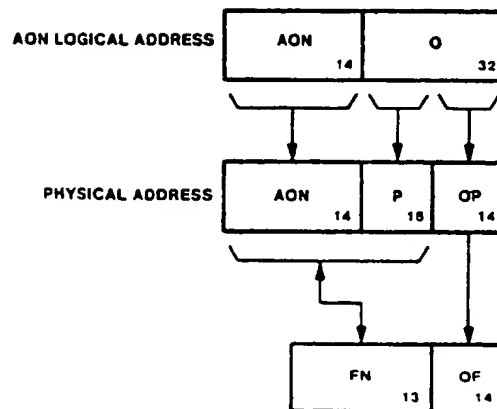 AON LOGICAL ADDRESS
AON 14
O 32
PHYSICAL ADDRESS
AON 14
P 18
OP 14
FN 13
OF 14